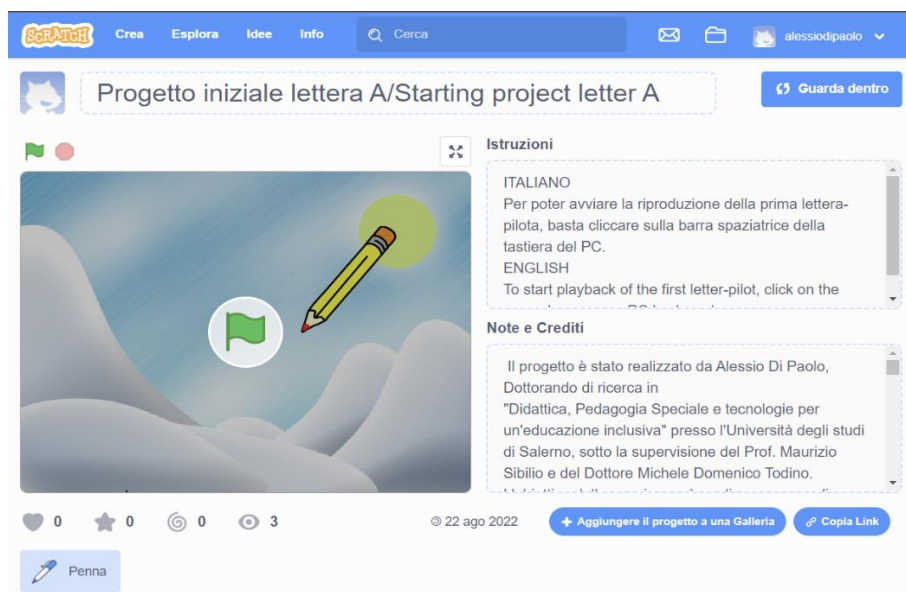 SCRATCH Crea Esplora Idee Info Cerca alessiodipaolo
Progetto iniziale lettera A/Starting project letter A
Guarda dentro
Istruzioni
ITALIANO
Per poter avviare la riproduzione della prima lettera-
pilota, basta cliccare sulla barra spaziatrice della
tastiera del PC.
ENGLISH
To start playback of the first letter-pilot, click on the
Note e Crediti
Il progetto è stato realizzato da Alessio Di Paolo,
Dottorando di ricerca in
"Didattica, Pedagogia Speciale e tecnologie per
un'educazione inclusiva" presso l'Università degli studi
di Salerno, sotto la supervisione del Prof. Maurizio
Sibilio e del Dottore Michele Domenico Todino.
0 0 0 3
© 22 ago 2022
Aggiungere il progetto a una Galleria
Copia Link
Penna